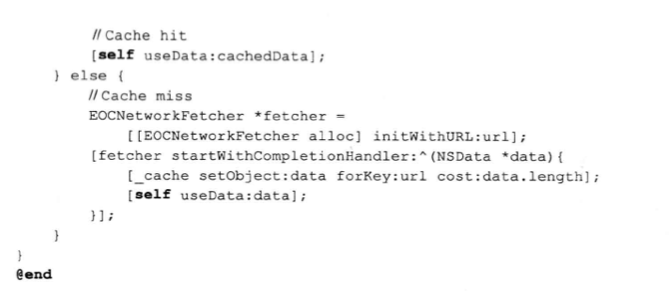 // Cache hit
[self useData:cachedData];
} else {
// Cache miss
EOCNetworkFetcher *fetcher =
[[EOCNetworkFetcher alloc] initWithURL:url];
[fetcher startWithCompletionHandler:^(NSData *data){
[_cache setObject:data forKey:url cost:data.length];
[self useData:data];
}];
}
}
@end